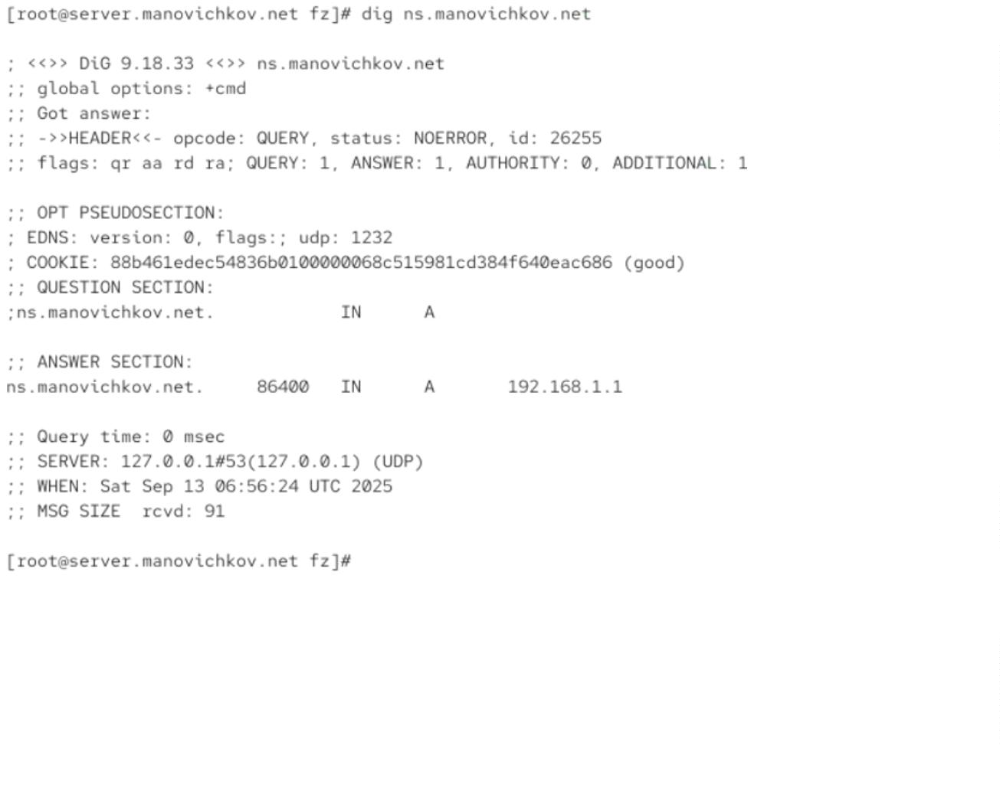 [root@server.manovichkov.net fz]# dig ns.manovichkov.net
; <<>> DiG 9.18.33 <<>> ns.manovichkov.net
;; global options: +cmd
;; Got answer:
;; ->>HEADER<<- opcode: QUERY, status: NOERROR, id: 26255
;; flags: qr aa rd ra; QUERY: 1, ANSWER: 1, AUTHORITY: 0, ADDITIONAL: 1
;; OPT PSEUDOSECTION:
; EDNS: version: 0, flags:; udp: 1232
; COOKIE: 88b461edec54836b0100000068c515981cd384f640eac686 (good)
;; QUESTION SECTION:
;ns.manovichkov.net. IN A
;; ANSWER SECTION:
ns.manovichkov.net. 86400 IN A 192.168.1.1
;; Query time: 0 msec
;; SERVER: 127.0.0.1#53(127.0.0.1) (UDP)
;; WHEN: Sat Sep 13 06:56:24 UTC 2025
;; MSG SIZE  rcvd: 91
[root@server.manovichkov.net fz]#